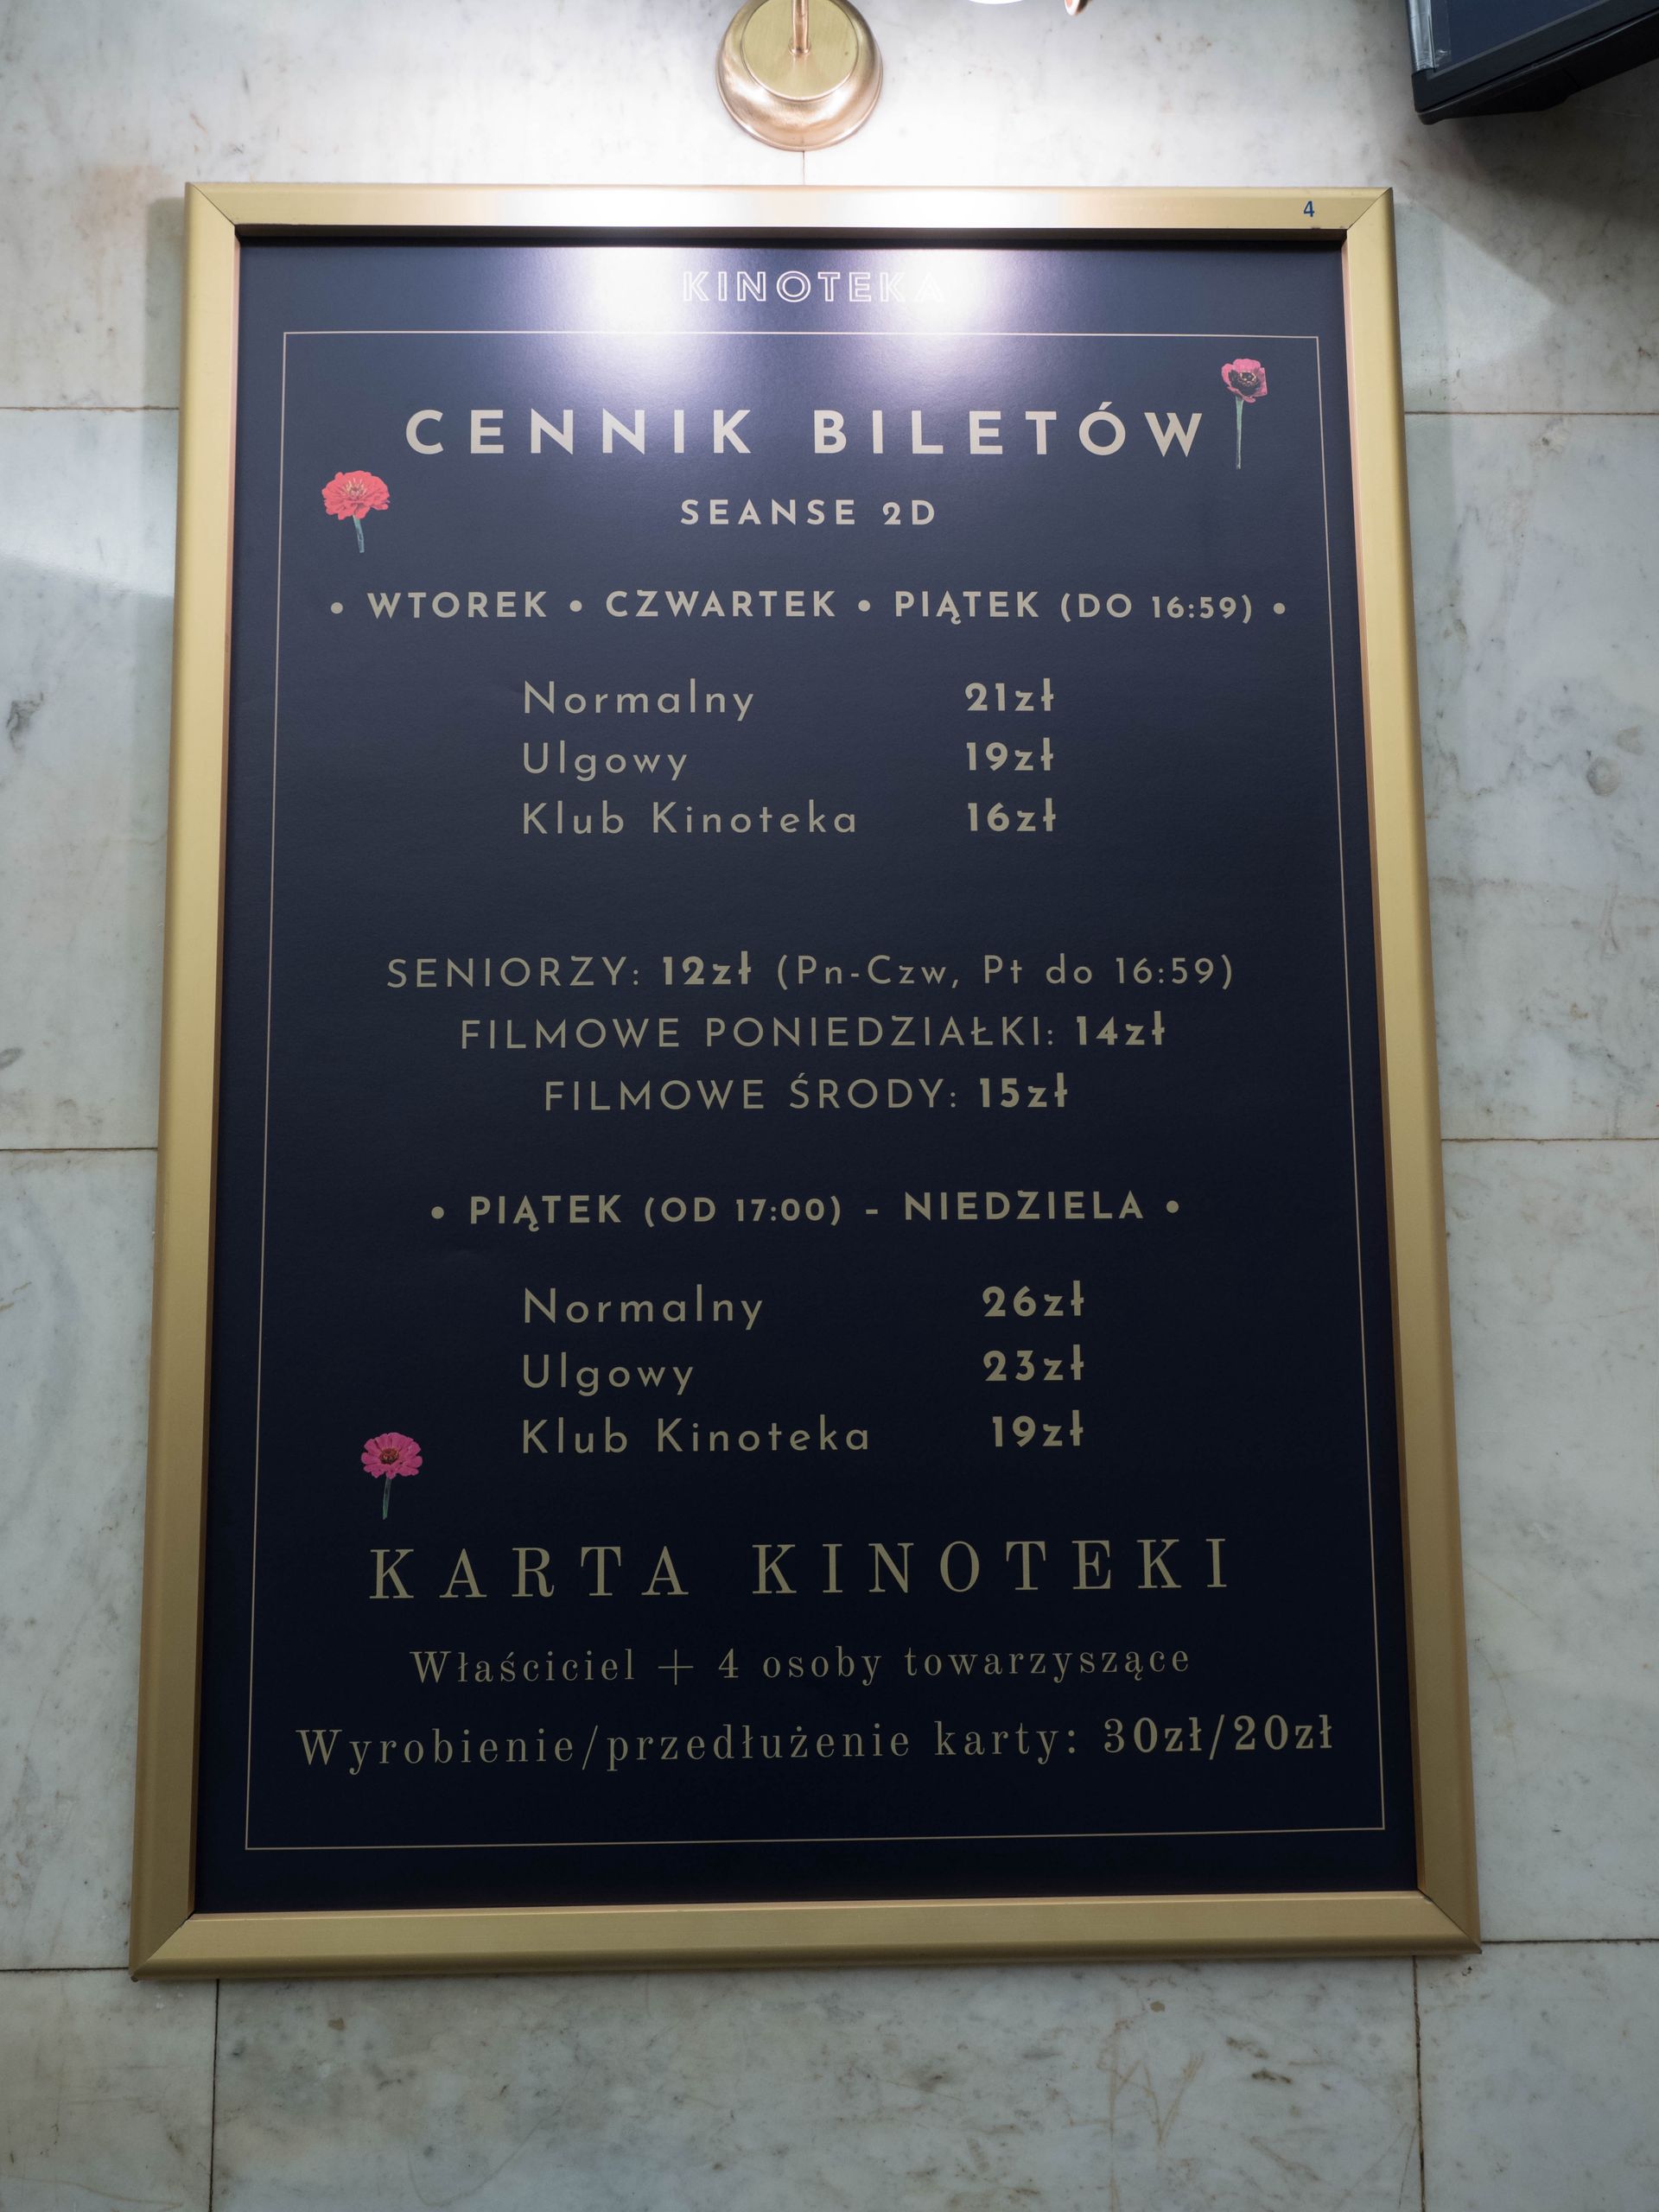 4
KINOTEKA
CENNIK BILETÓW
SEANSE 2D
• WTOREK • CZWARTEK • PIĄTEK (DO 16:59) •
Normalny 21zł
Ulgowy 19zł
Klub Kinoteka 16zł
SENIORZY: 12zł (Pn-Czw, Pt do 16:59)
FILMOWE PONIEDZIAŁKI: 14zł
FILMOWE ŚRODY: 15zł
• PIĄTEK (OD 17:00) - NIEDZIELA •
Normalny 26zł
Ulgowy 23zł
Klub Kinoteka 19zł
KARTA KINOTEKI
Właściciel + 4 osoby towarzyszące
Wyrobienie/przedłużenie karty: 30zł/20zł